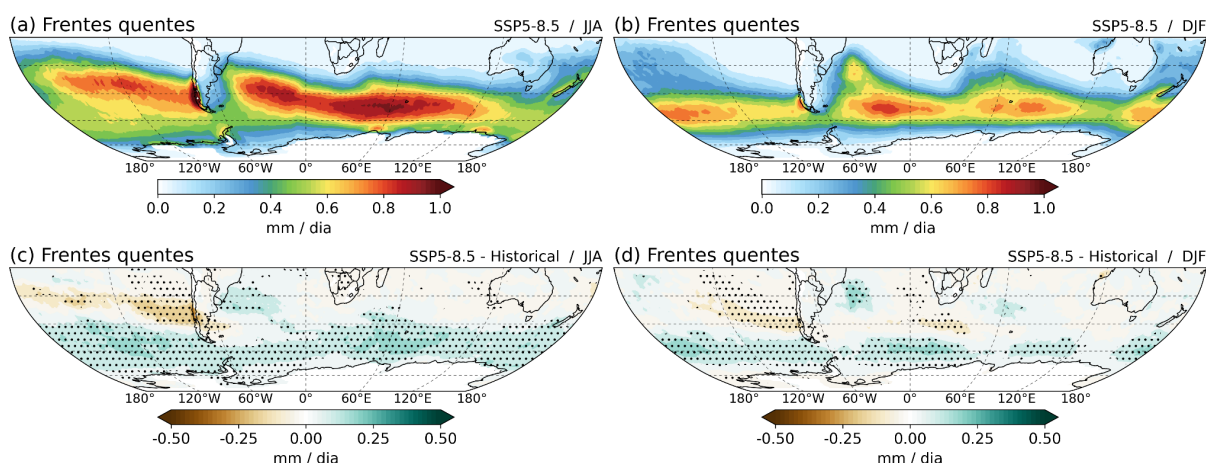 (a) Frentes quentes SSP5-8.5 / JJA
180° 120°W 60°W 0° 60°E 120°E 180°
0.0 0.2 0.4 0.6 0.8 1.0
mm / dia
(b) Frentes quentes SSP5-8.5 / DJF
180° 120°W 60°W 0° 60°E 120°E 180°
0.0 0.2 0.4 0.6 0.8 1.0
mm / dia
(c) Frentes quentes SSP5-8.5 - Historical / JJA
180° 120°W 60°W 0° 60°E 120°E 180°
-0.50 -0.25 0.00 0.25 0.50
mm / dia
(d) Frentes quentes SSP5-8.5 - Historical / DJF
180° 120°W 60°W 0° 60°E 120°E 180°
-0.50 -0.25 0.00 0.25 0.50
mm / dia